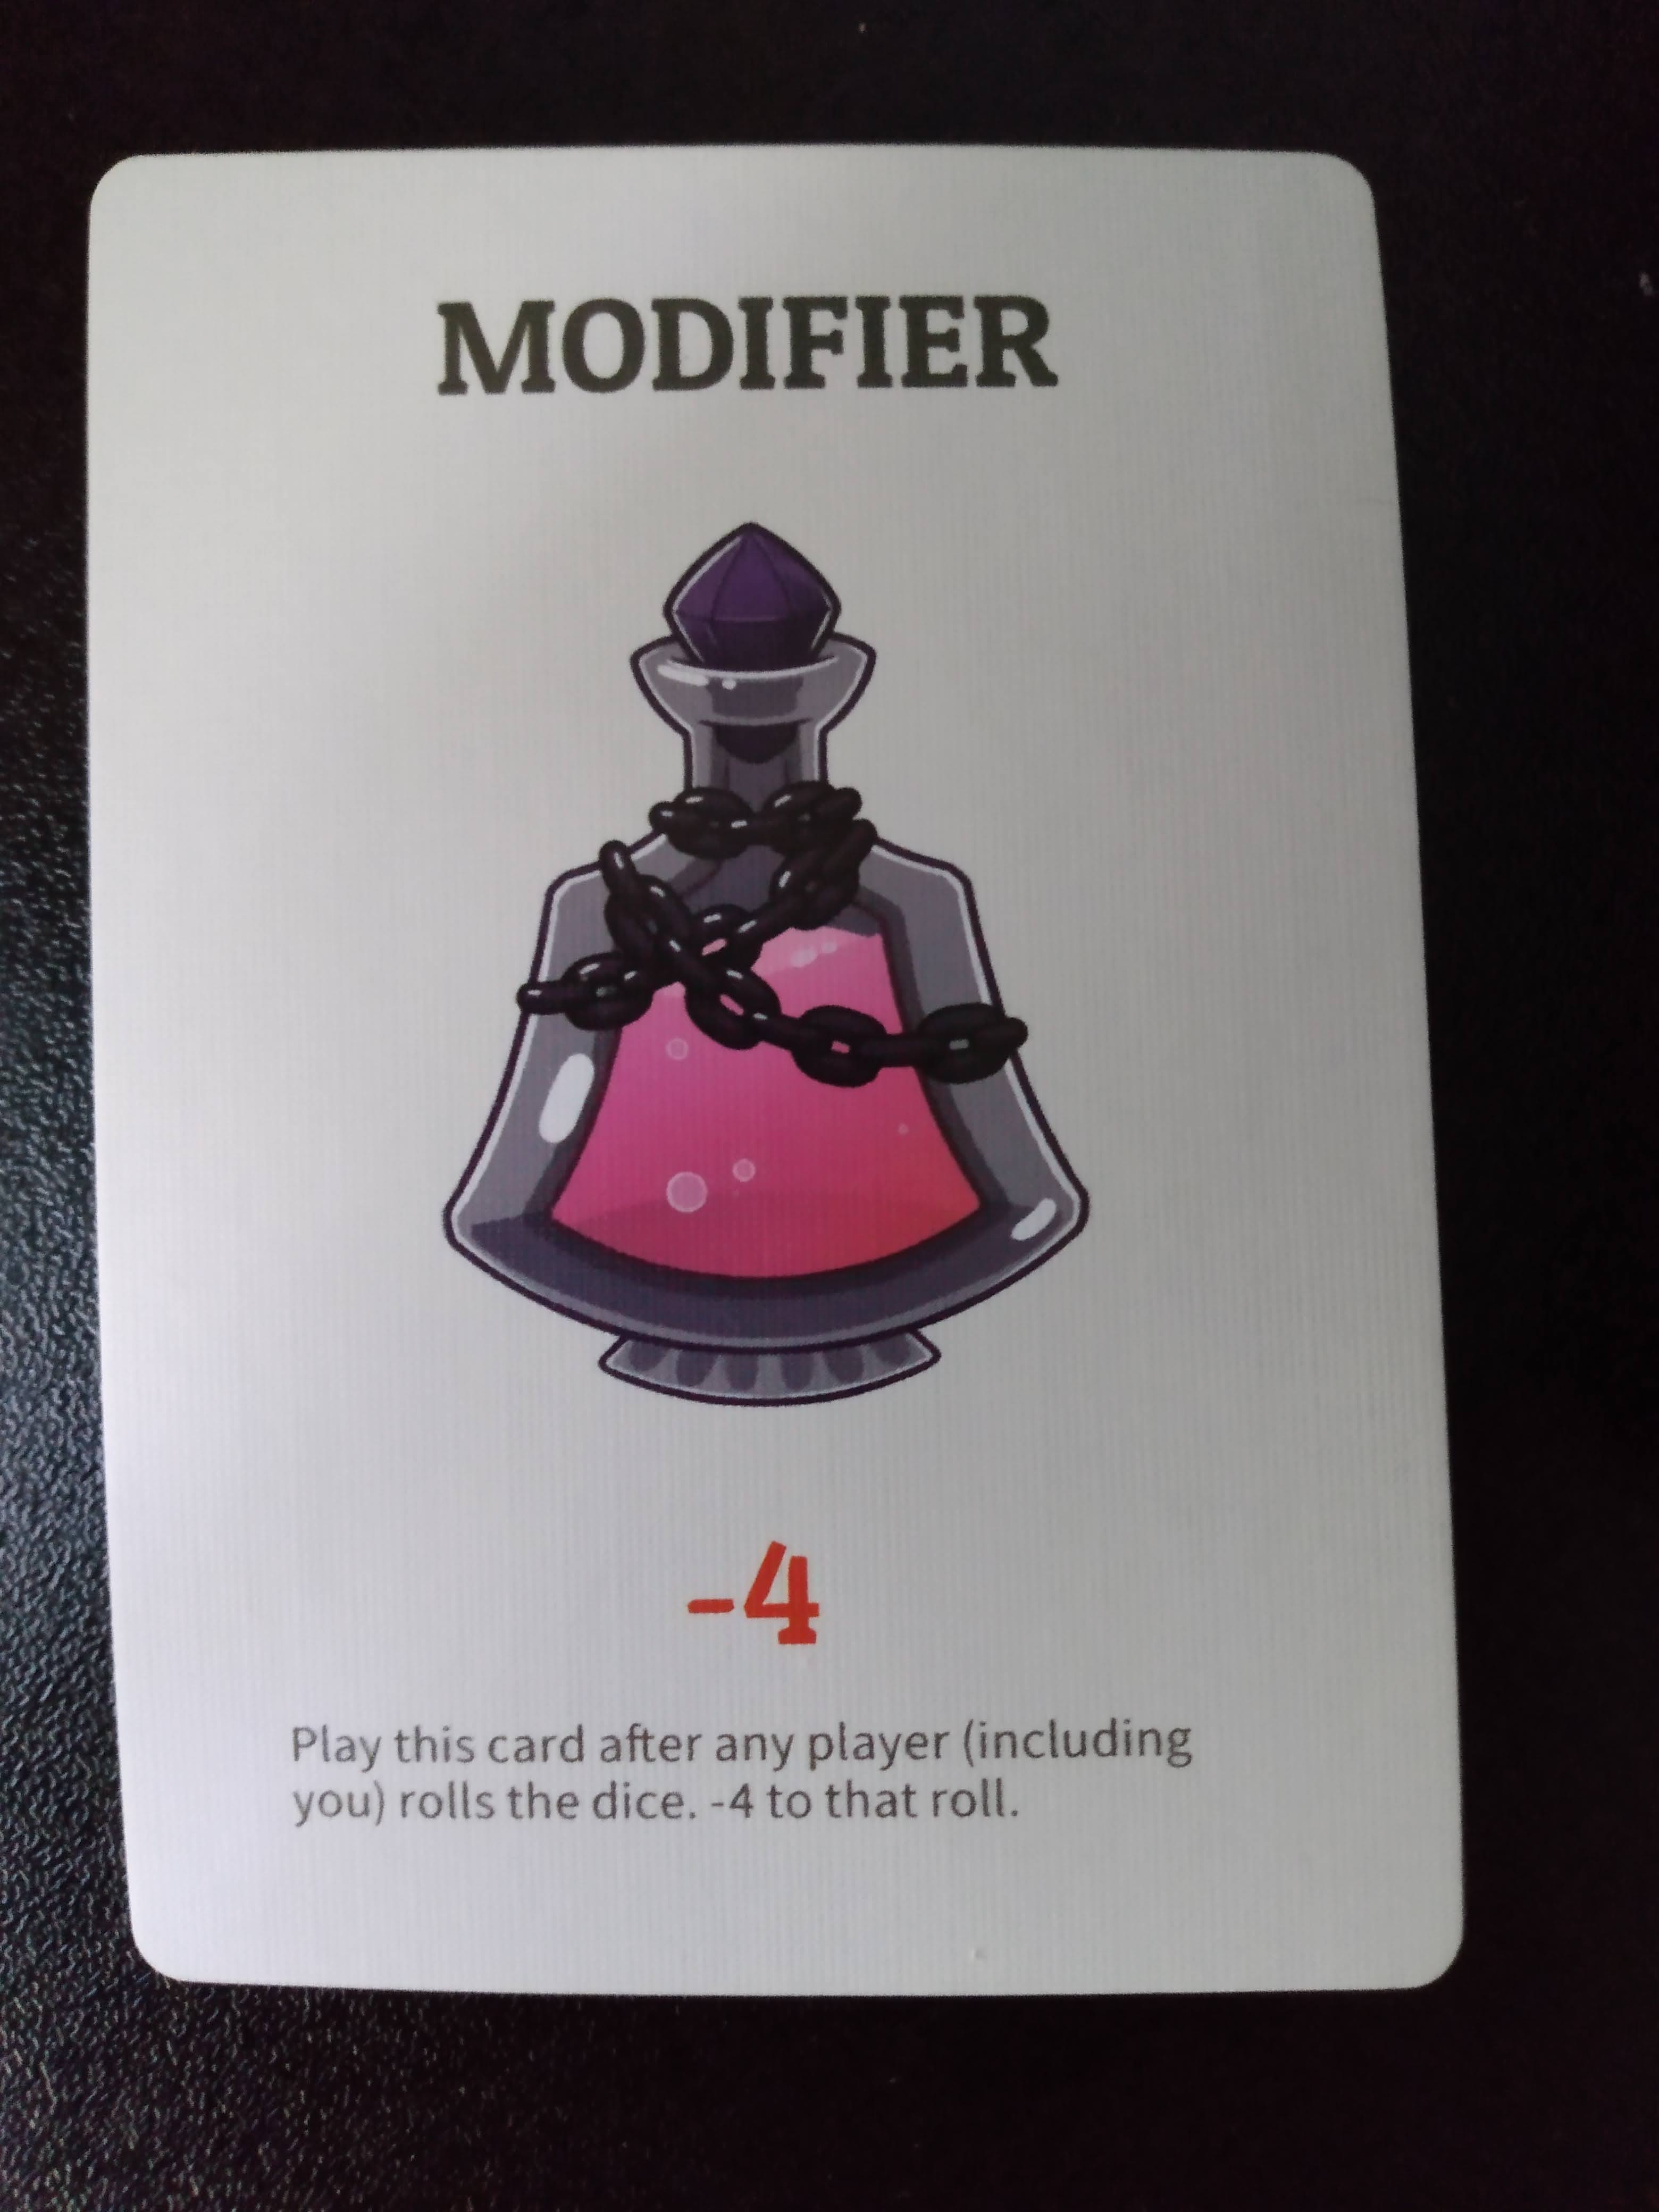 MODIFIER
-4
Play this card after any player (including
you) rolls the dice. -4 to that roll.